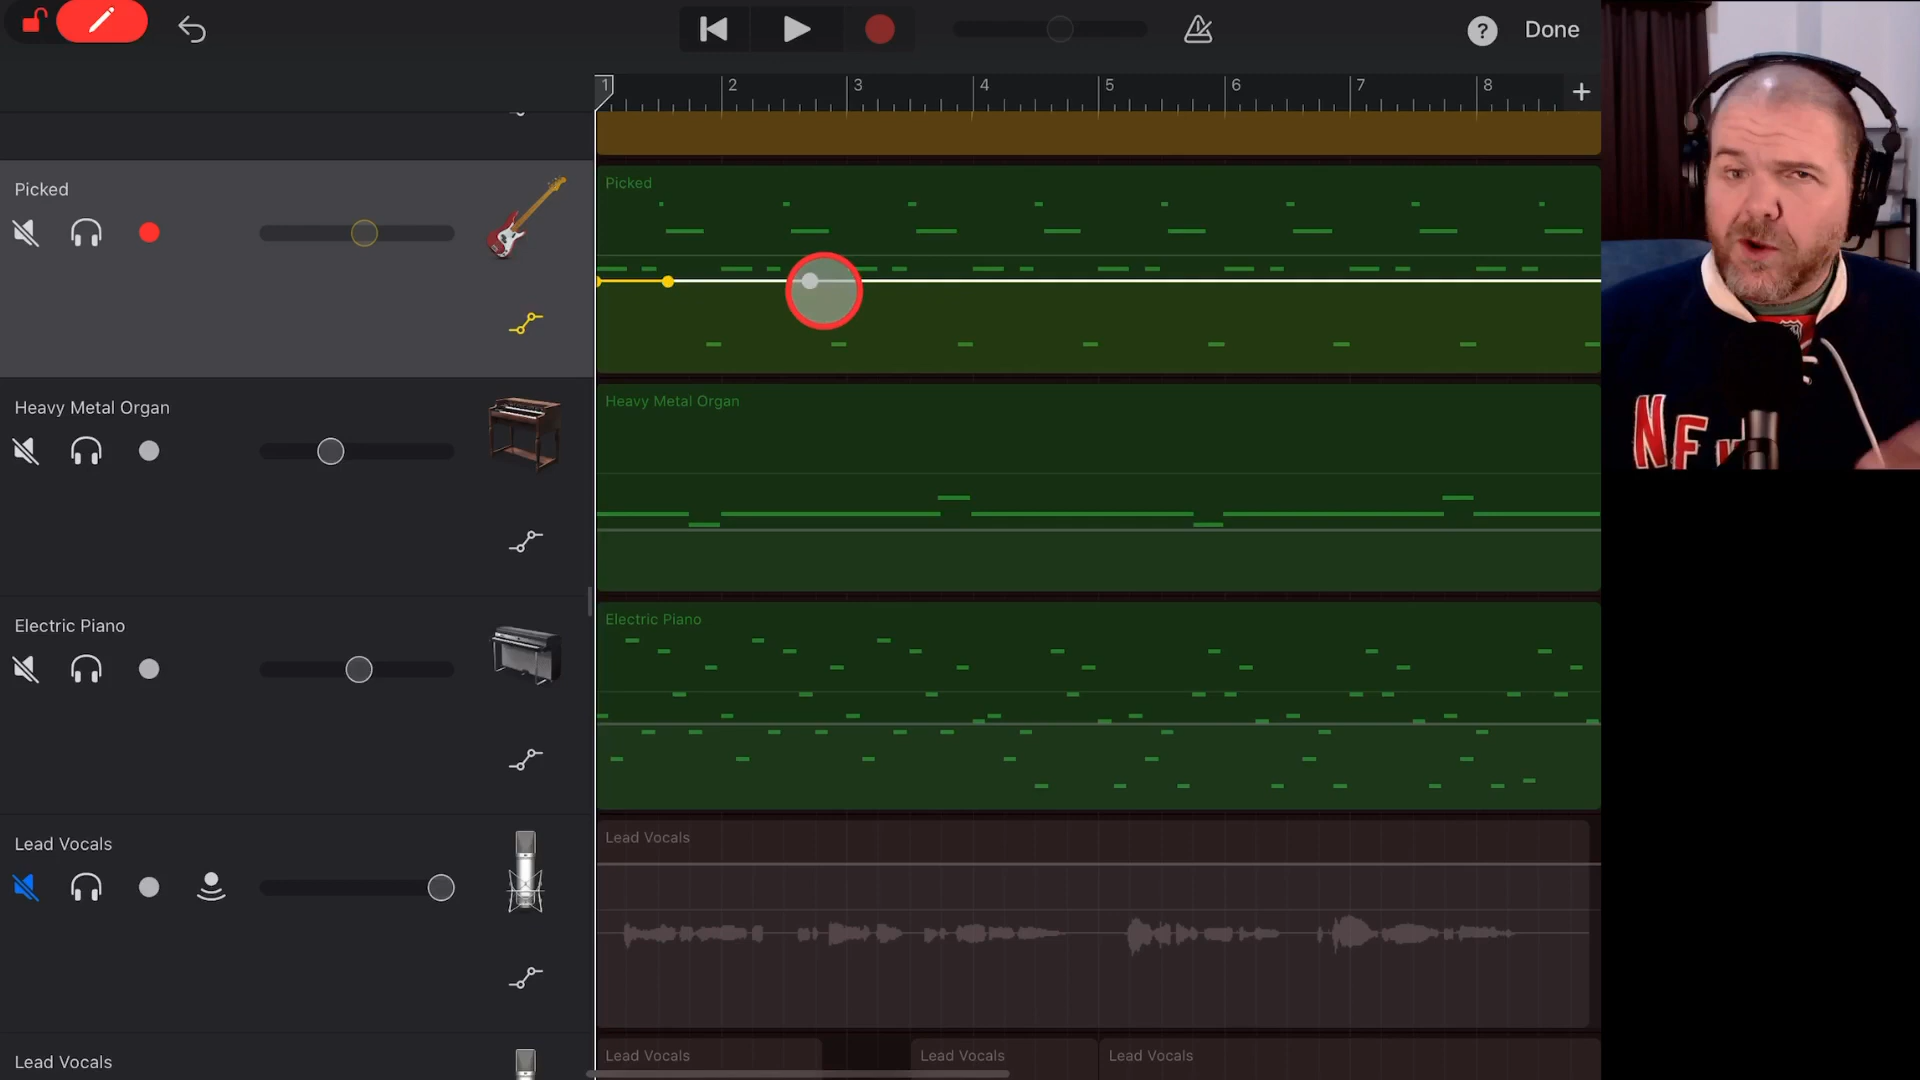 ? Done
1 2 3 4 5 6 7 8 +
Picked
Picked
Heavy Metal Organ
Heavy Metal Organ
Electric Piano
Electric Piano
Lead Vocals
Lead Vocals
Lead Vocals
Lead Vocals
Lead Vocals
Lead Vocals